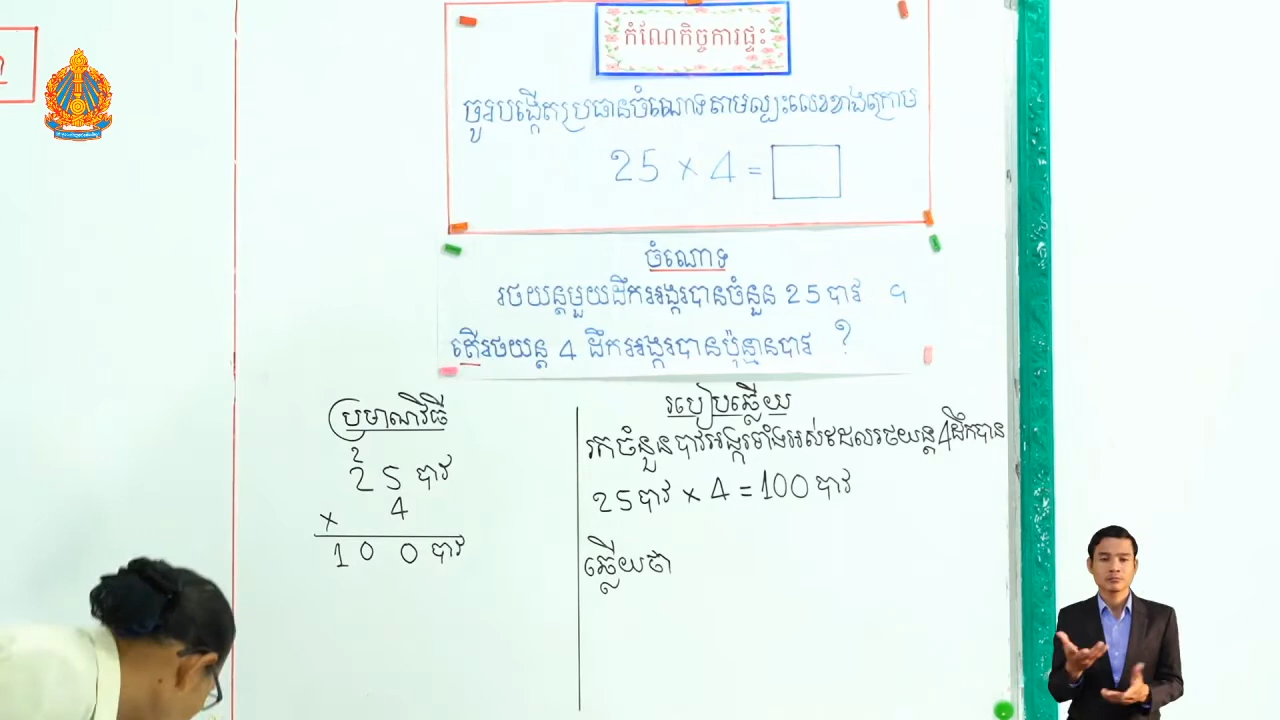 កំណែកិច្ចការផ្ទះ
ចូរបង្កើតប្រធានចំណោទតាមល្បះលេខខាងក្រោម
25 × 4 =
ចំណោទ
រថយន្តមួយដឹកអង្ករបានចំនួន 25 បាវ ។
តើរថយន្ត 4 ដឹកអង្ករបានប៉ុន្មានបាវ ?
ប្រមាណវិធី
2
25 បាវ
× 4
100 បាវ
របៀបឆ្លើយ
រកចំនួនបាវអង្ករទាំងអស់ដែលរថយន្ត 4 ដឹកបាន
25 បាវ × 4 = 100 បាវ
ឆ្លើយថា